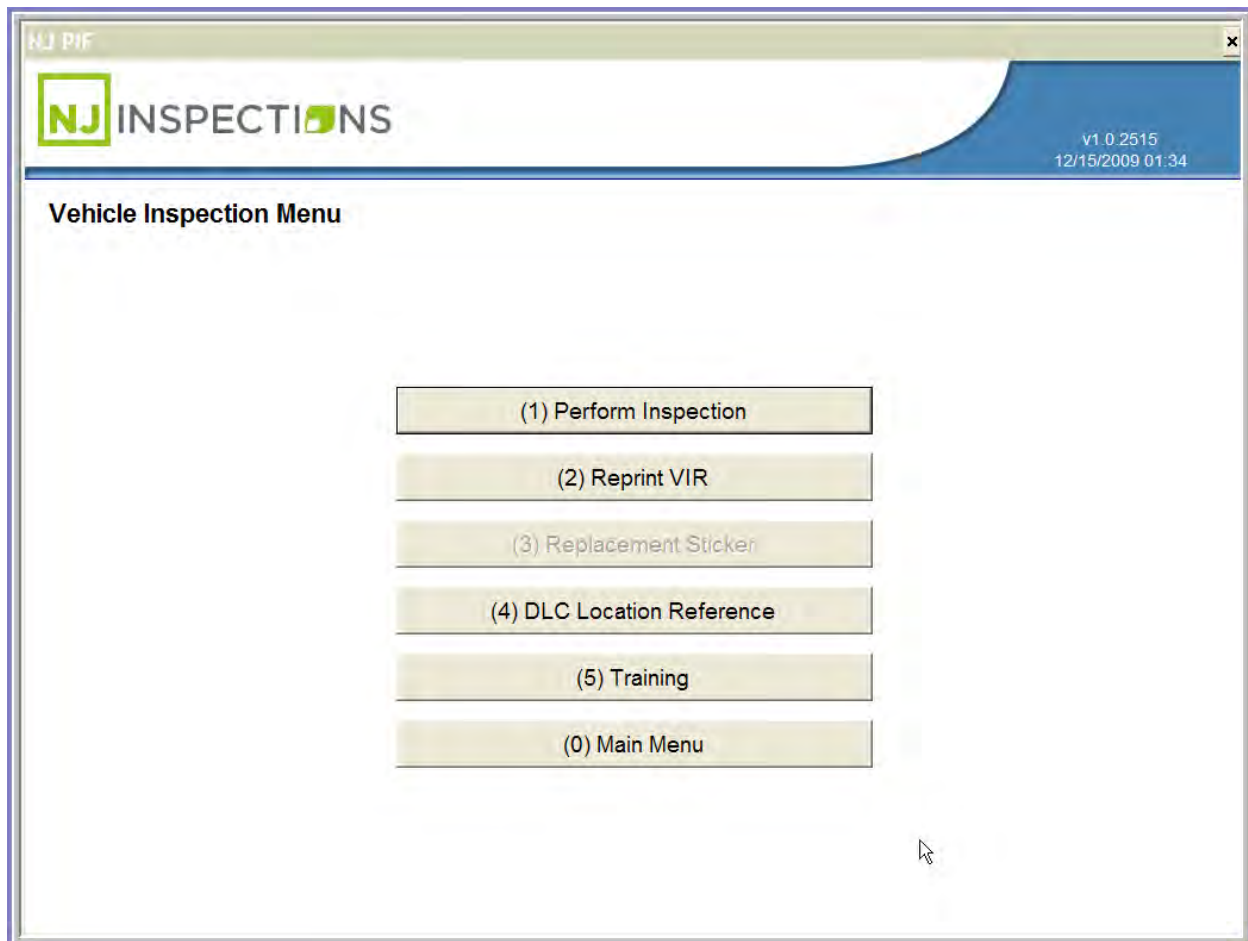 NJ PIF
NJ INSPECTIONS
v1.0.2515
12/15/2009 01:34
Vehicle Inspection Menu
(1) Perform Inspection
(2) Reprint VIR
(3) Replacement Sticker
(4) DLC Location Reference
(5) Training
(0) Main Menu